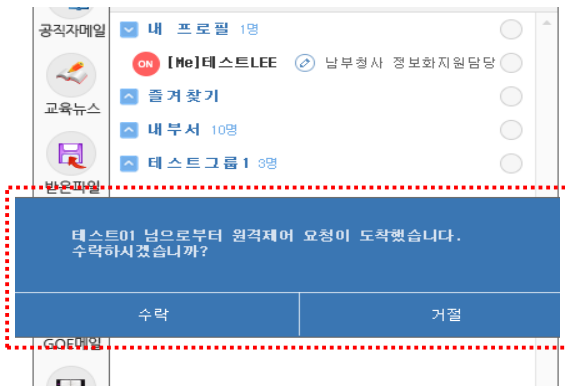 공직자메일
내 프로필 1명
ON [Me]테스트LEE 남부청사 정보화지원담당
교육뉴스
즐겨찾기
내부서 10명
테스트그룹1 3명
받은파일
테스트01 님으로부터 원격제어 요청이 도착했습니다.
수락하시겠습니까?
수락 거절
GOE메일